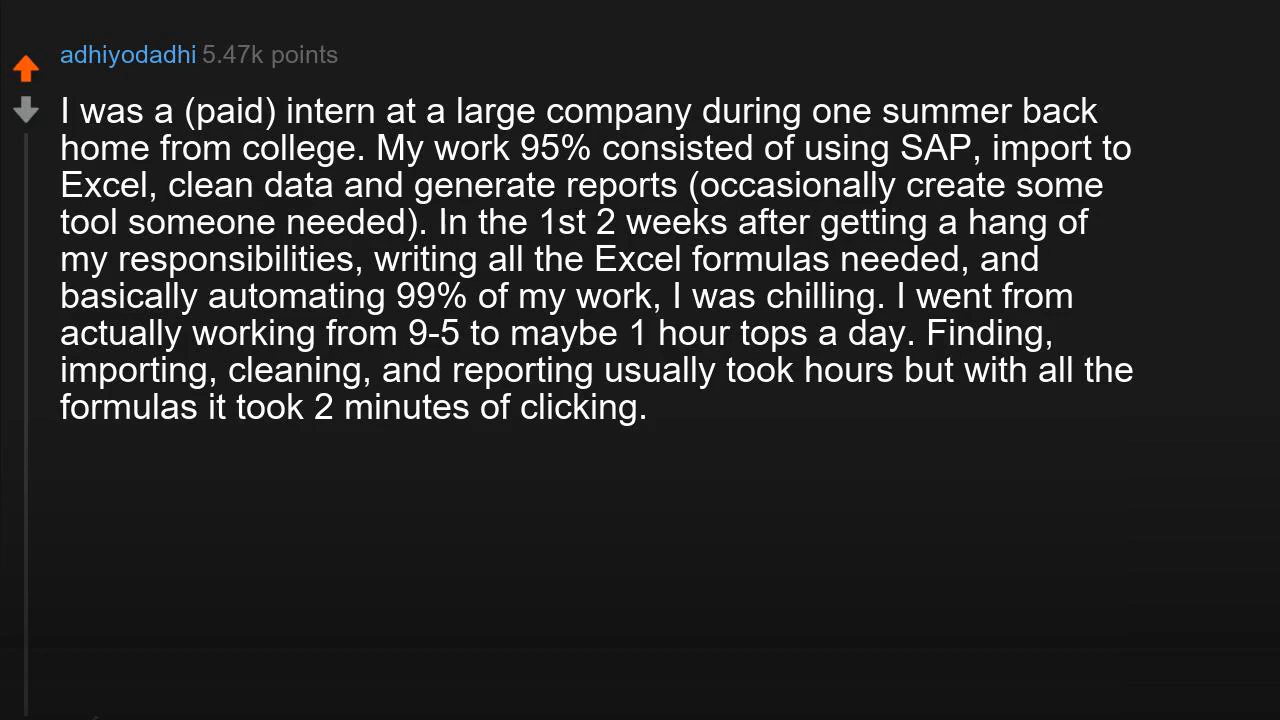 adhiyodadhi 5.47k points
I was a (paid) intern at a large company during one summer back
home from college. My work 95% consisted of using SAP, import to
Excel, clean data and generate reports (occasionally create some
tool someone needed). In the 1st 2 weeks after getting a hang of
my responsibilities, writing all the Excel formulas needed, and
basically automating 99% of my work, I was chilling. I went from
actually working from 9-5 to maybe 1 hour tops a day. Finding,
importing, cleaning, and reporting usually took hours but with all the
formulas it took 2 minutes of clicking.